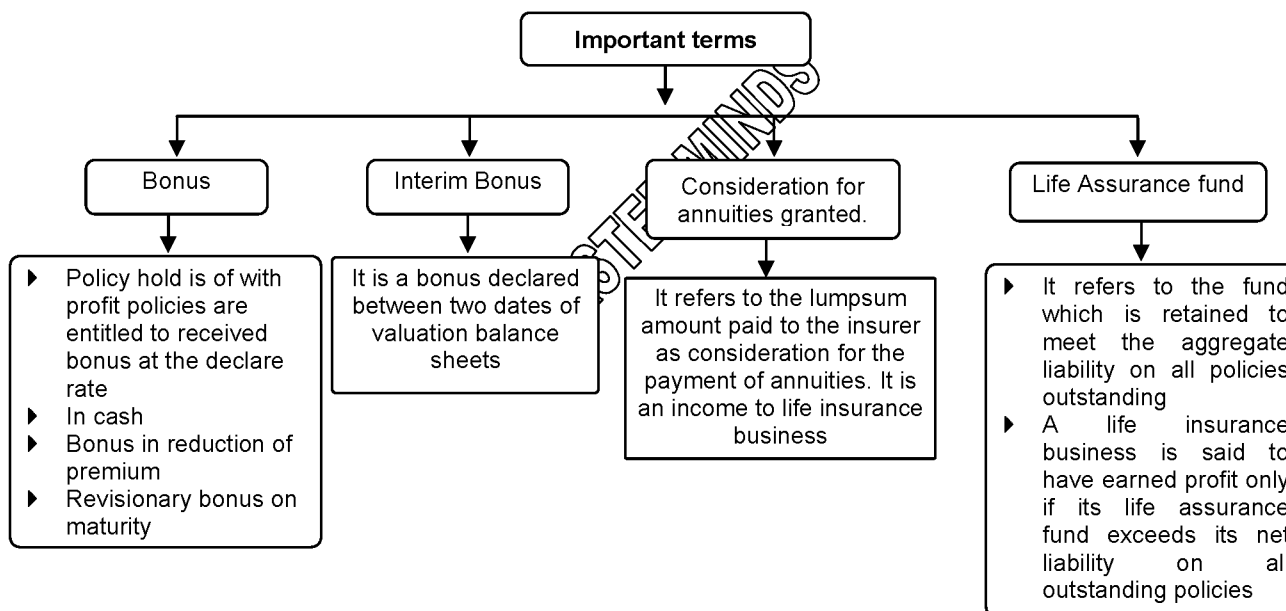 Important terms
Bonus
▶ Policy hold is of with
profit policies are
entitled to received
bonus at the declare
rate
▶ In cash
▶ Bonus in reduction of
premium
▶ Revisionary bonus on
maturity
Interim Bonus
It is a bonus declared
between two dates of
valuation balance
sheets
Consideration for
annuities granted.
It refers to the lumpsum
amount paid to the insurer
as consideration for the
payment of annuities. It is
an income to life insurance
business
Life Assurance fund
▶ It refers to the fund
which is retained to
meet the aggregate
liability on all policies
outstanding
▶ A life insurance
business is said to
have earned profit only
if its life assurance
fund exceeds its net
liability on al
outstanding policies
MINDS